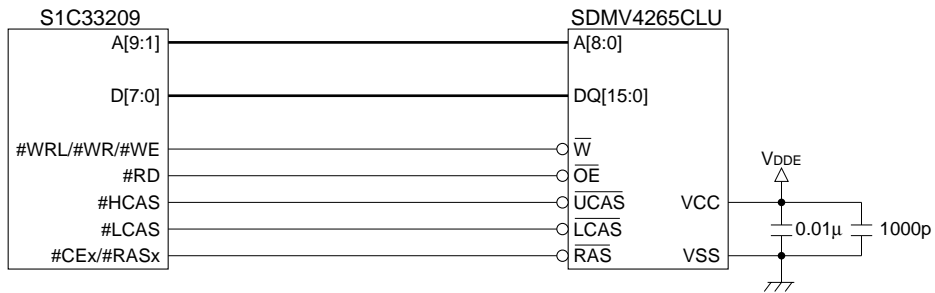 S1C33209 SDMV4265CLU
A[9:1] A[8:0]
D[7:0] DQ[15:0]
#WRL/#WR/#WE W
#RD OE
#HCAS UCAS VCC
#LCAS LCAS
#CEx/#RASx RAS VSS
VDDE
0.01μ 1000p